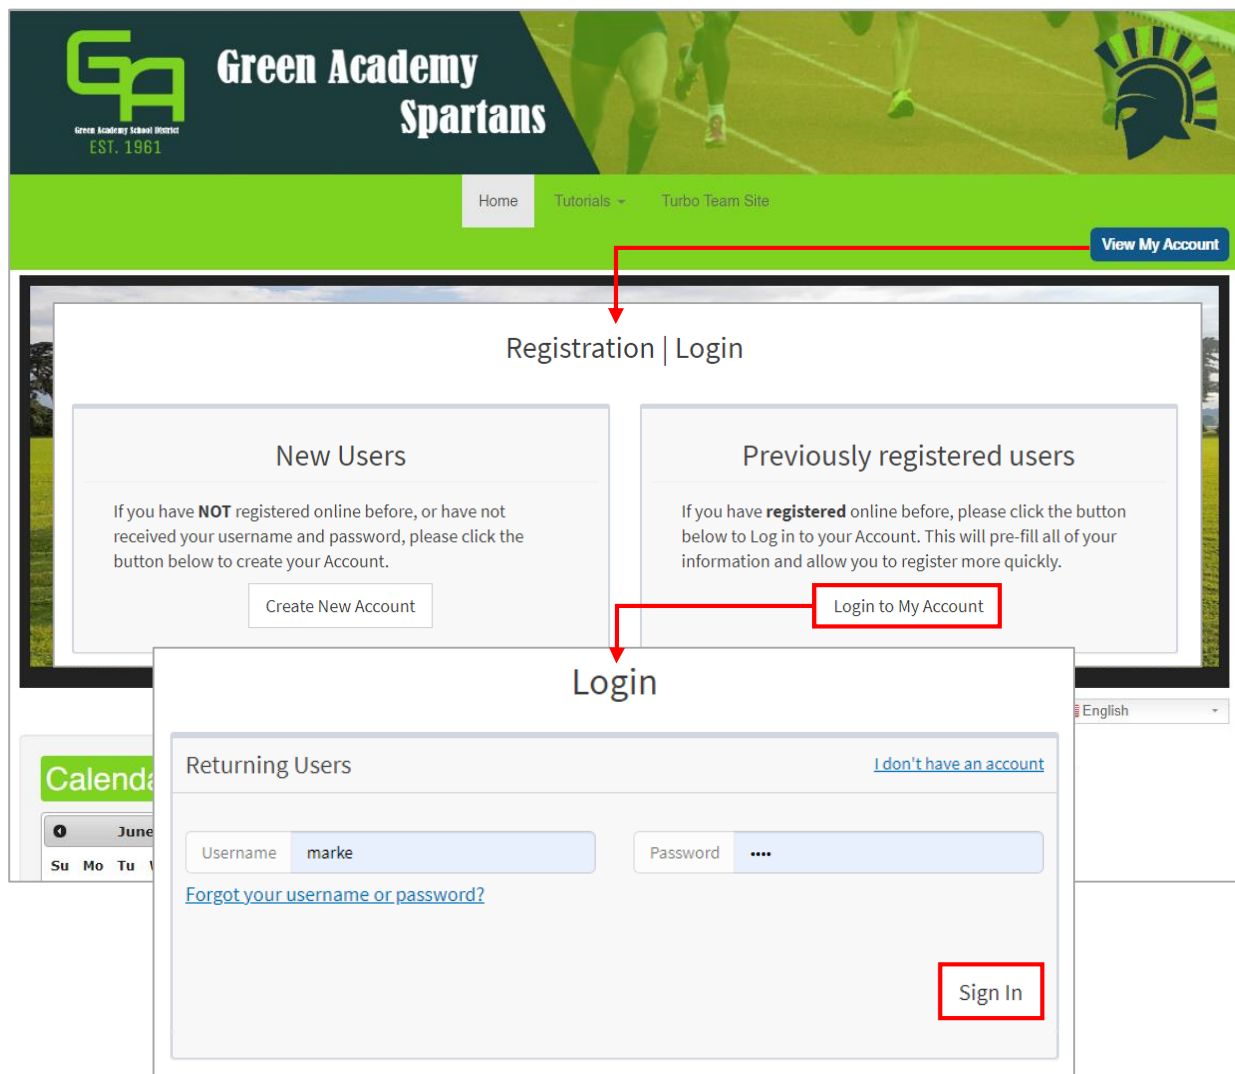 Green Academy
Spartans
GA
Green Academy School District
EST. 1961
Home Tutorials Turbo Team Site
View My Account
Registration | Login
New Users
If you have NOT registered online before, or have not
received your username and password, please click the
button below to create your Account.
Create New Account
Previously registered users
If you have registered online before, please click the button
below to Log in to your Account. This will pre-fill all of your
information and allow you to register more quickly.
Login to My Account
English
Calenda
June
Su Mo Tu
Login
Returning Users
I don't have an account
Username marke
Password ••••
Forgot your username or password?
Sign In